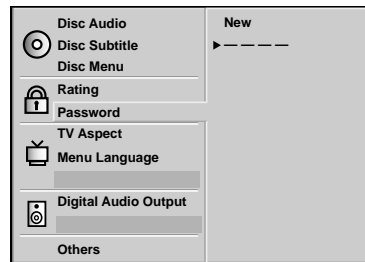 Disc Audio
Disc Subtitle
Disc Menu
Rating
Password
TV Aspect
Menu Language
Digital Audio Output
Others
New
▶ — — — —